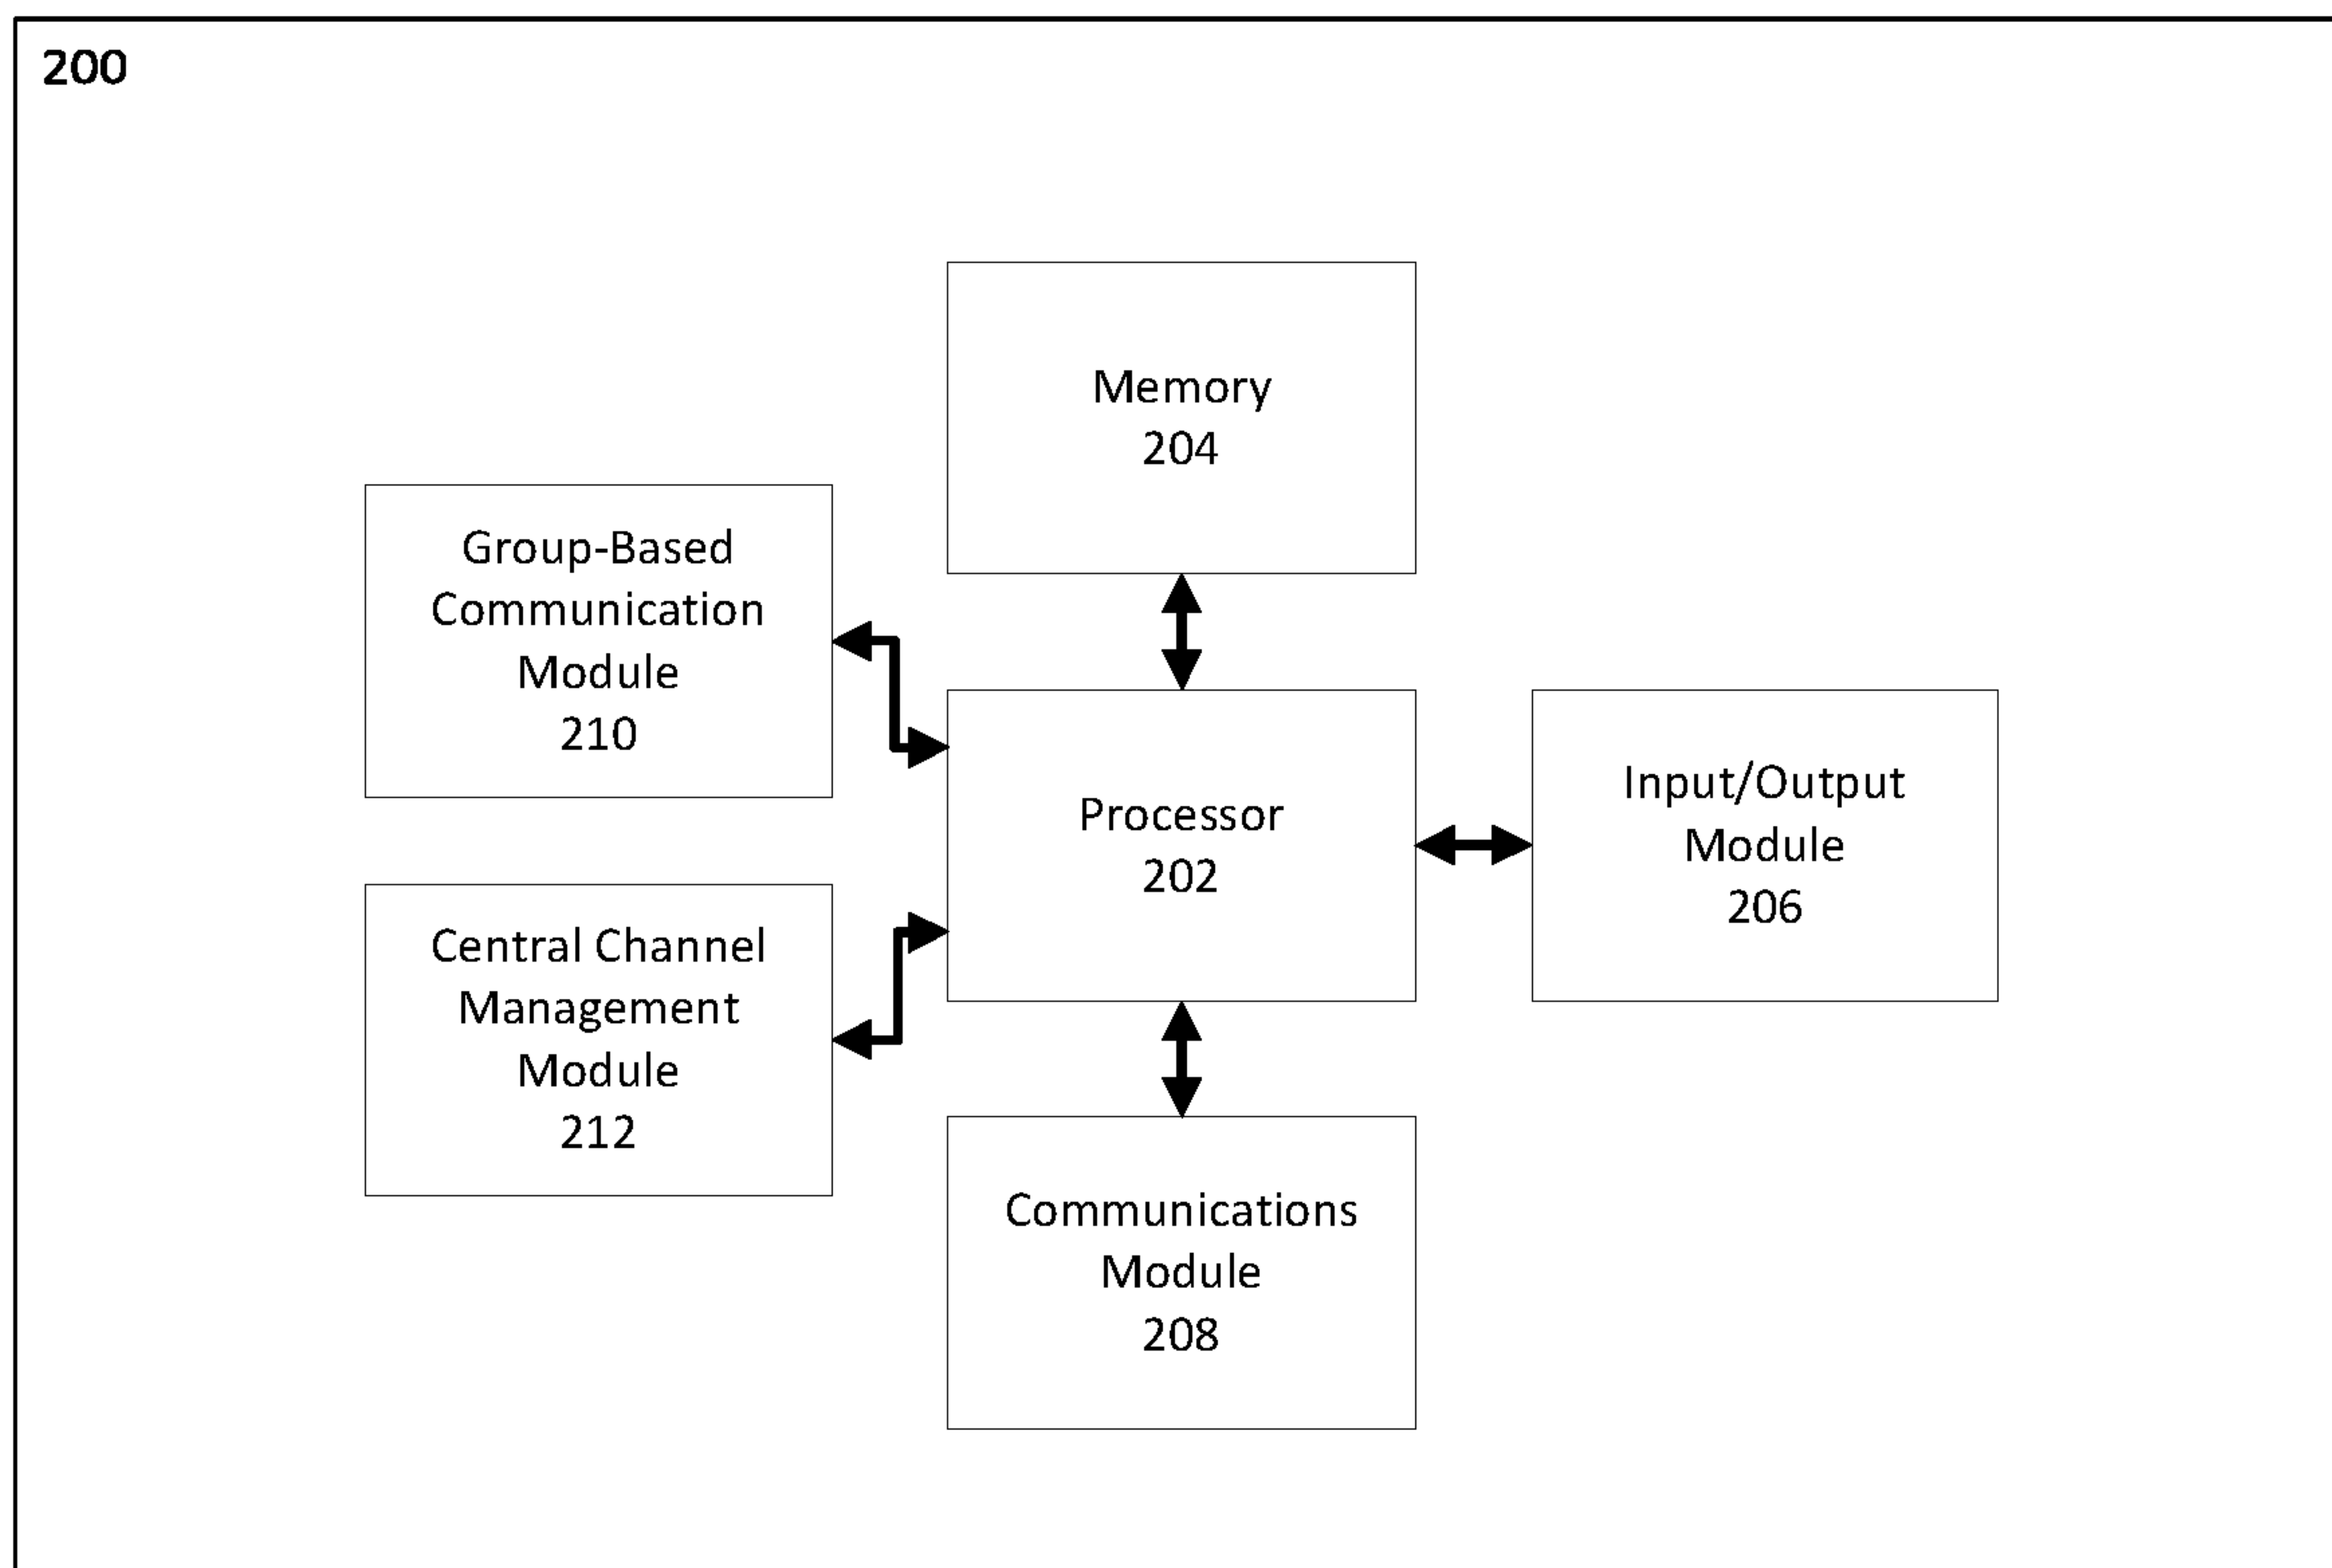 200
Memory
204
Group-Based
Communication
Module
210
Processor
202
Input/Output
Module
206
Central Channel
Management
Module
212
Communications
Module
208